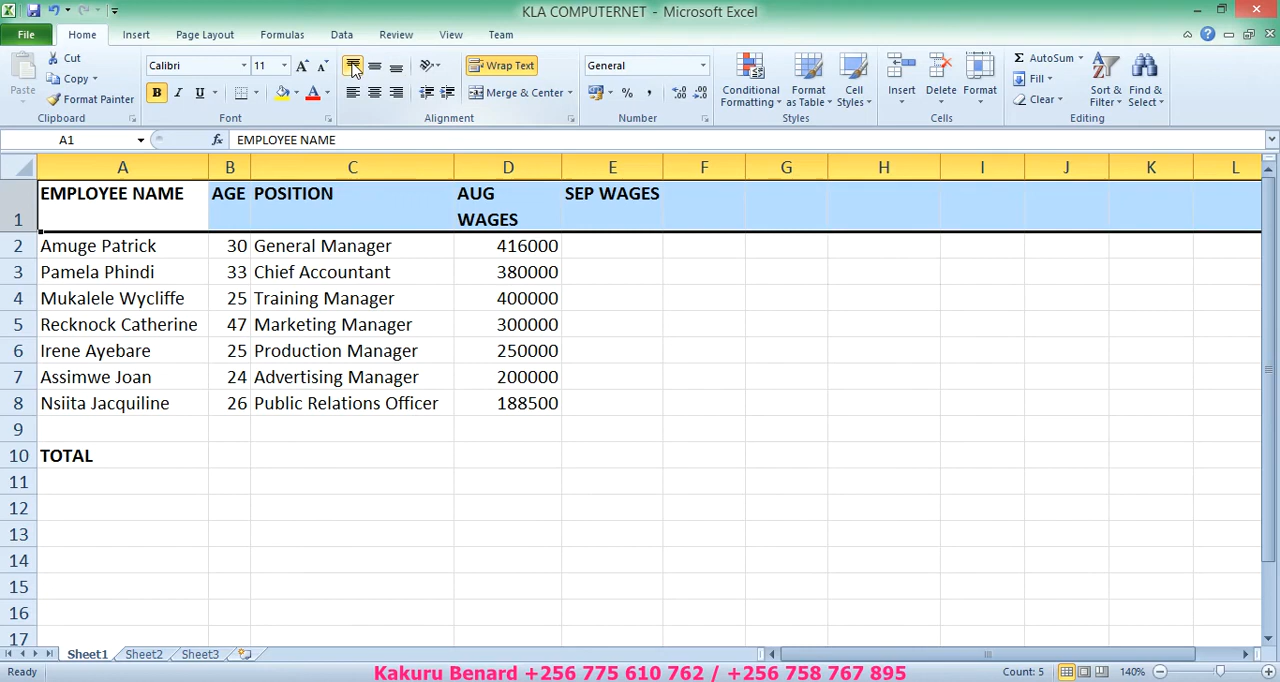 KLA COMPUTERNET - Microsoft Excel
File Home Insert Page Layout Formulas Data Review View Team
Paste
Cut
Copy
Format Painter
Clipboard
Calibri 11
B I U
Font
Wrap Text
Merge & Center
Alignment
General
% ,
Number
Conditional Formatting
Format as Table
Cell Styles
Styles
Insert Delete Format
Cells
Σ AutoSum
Fill
Clear
Sort & Filter
Find & Select
Editing
A1 fx EMPLOYEE NAME
A B C D E F G H I J K L
1 EMPLOYEE NAME AGE POSITION AUG WAGES SEP WAGES
2 Amuge Patrick 30 General Manager 416000
3 Pamela Phindi 33 Chief Accountant 380000
4 Mukalele Wycliffe 25 Training Manager 400000
5 Recknock Catherine 47 Marketing Manager 300000
6 Irene Ayebare 25 Production Manager 250000
7 Assimwe Joan 24 Advertising Manager 200000
8 Nsiita Jacquiline 26 Public Relations Officer 188500
9
10 TOTAL
11
12
13
14
15
16
17
Sheet1 Sheet2 Sheet3
Ready Kakuru Benard +256 775 610 762 / +256 758 767 895 Count: 5 140%